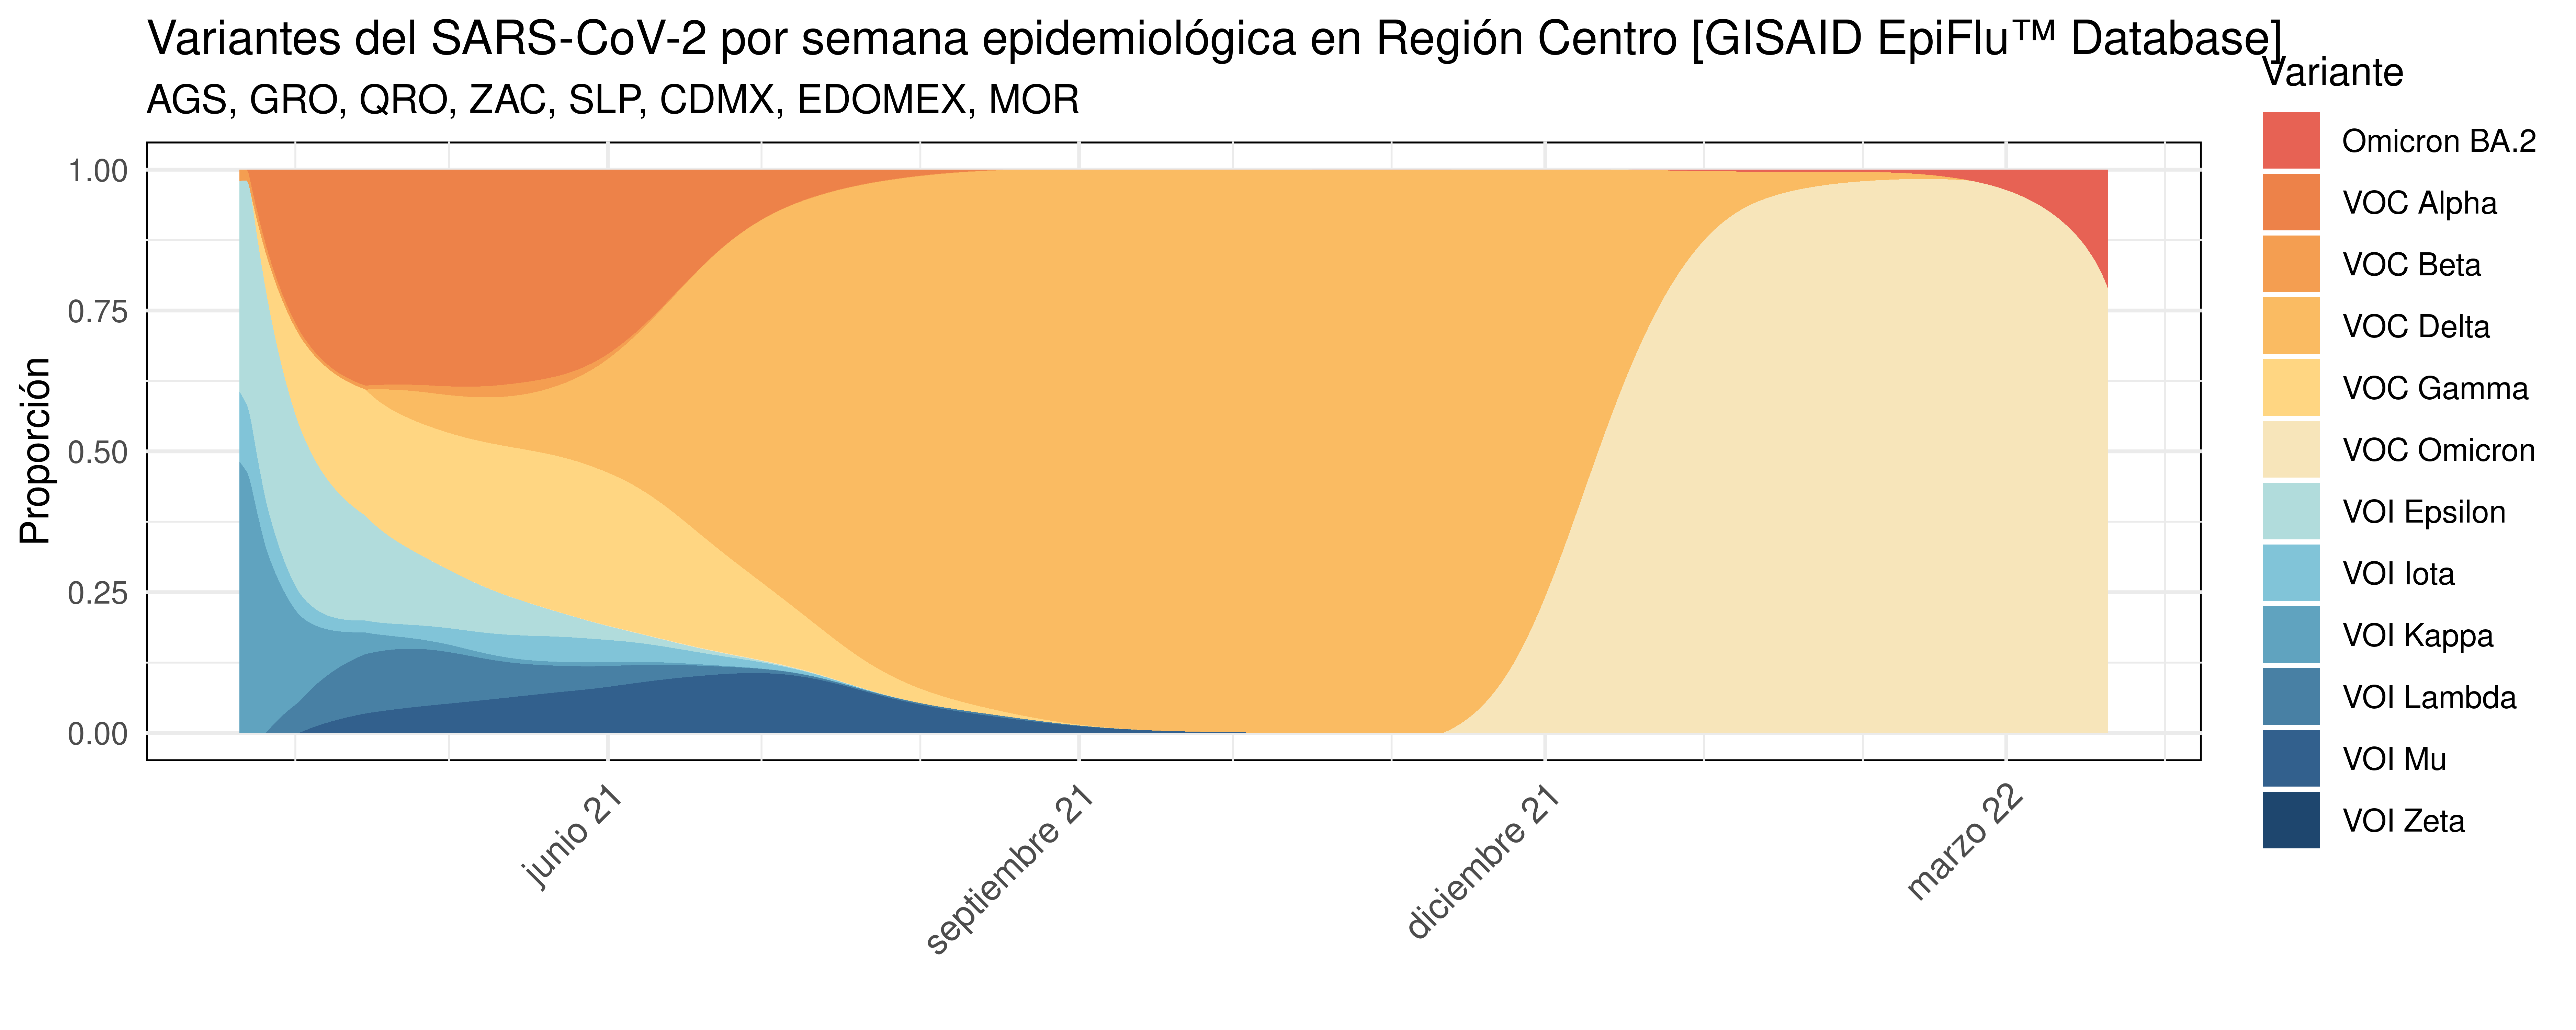 Variantes del SARS-CoV-2 por semana epidemiológica en Región Centro [GISAID EpiFlu™ Database]
AGS, GRO, QRO, ZAC, SLP, CDMX, EDOMEX, MOR
Proporción
1.00
0.75
0.50
0.25
0.00
junio 21
septiembre 21
diciembre 21
marzo 22
Variante
Omicron BA.2
VOC Alpha
VOC Beta
VOC Delta
VOC Gamma
VOC Omicron
VOI Epsilon
VOI Iota
VOI Kappa
VOI Lambda
VOI Mu
VOI Zeta